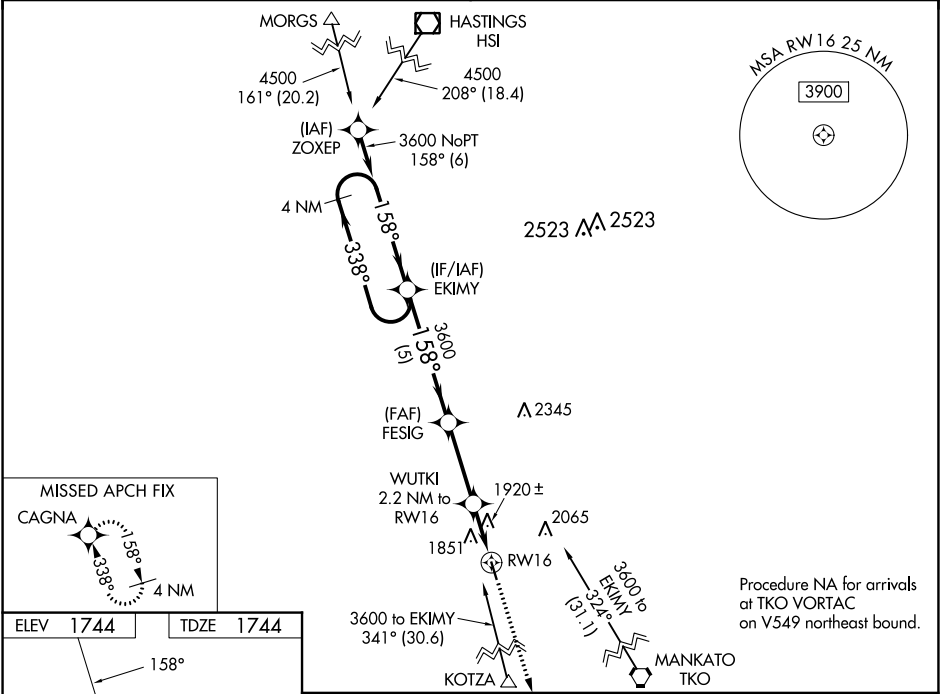 MORGS
HASTINGS
HSI
4500
161° (20.2)
4500
208° (18.4)
MSA RW16 25 NM
3900
(IAF)
ZOXEP
3600 NoPT
158° (6)
4 NM
158°
338°
2523
2523
(IF/IAF)
EKIMY
3600
158°
(5)
(FAF)
FESIG
2345
WUTKI
2.2 NM to
RW16
1920 ±
2065
1851
RW16
MISSED APCH FIX
CAGNA
158°
338°
4 NM
3600 to
EKIMY
324°
(31.1)
Procedure NA for arrivals
at TKO VORTAC
on V549 northeast bound.
3600 to EKIMY
341° (30.6)
KOTZA
MANKATO
TKO
ELEV 1744
TDZE 1744
158°